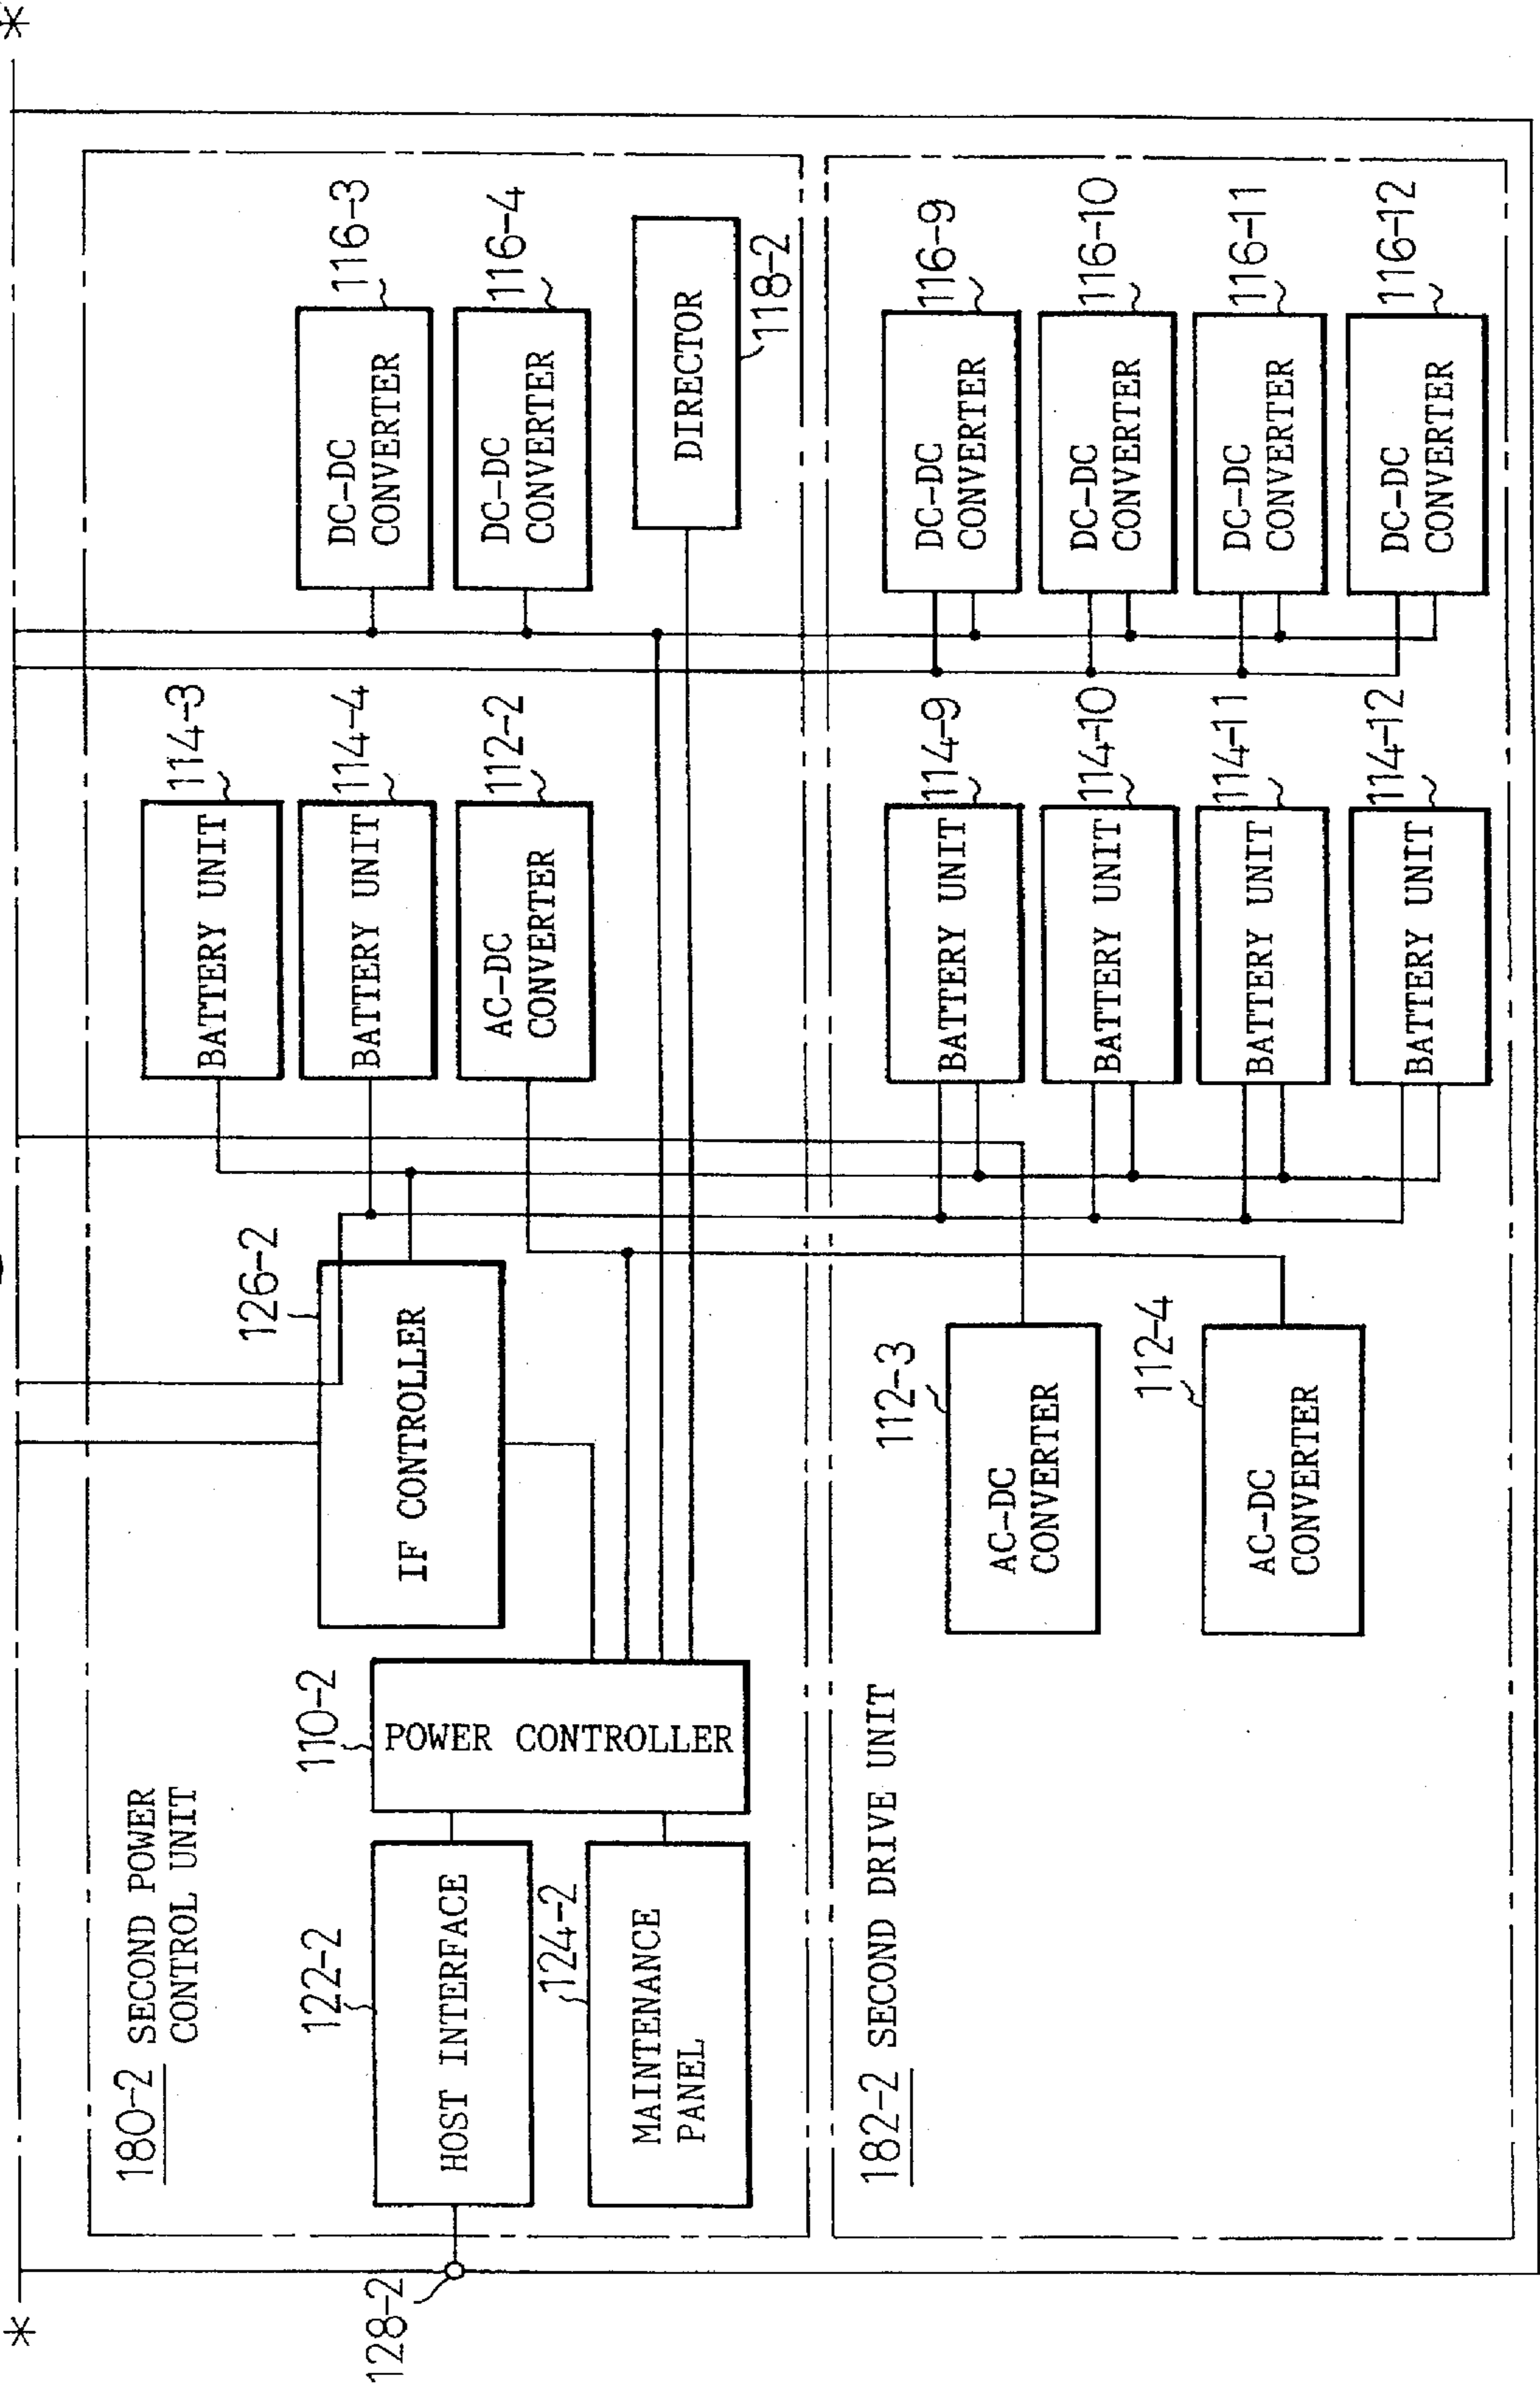 *
*
180-2 SECOND POWER
CONTROL UNIT
128-2
122-2
HOST INTERFACE
124-2
MAINTENANCE
PANEL
110-2
POWER CONTROLLER
126-2
IF CONTROLLER
114-3
BATTERY UNIT
114-4
BATTERY UNIT
112-2
AC-DC
CONVERTER
116-3
DC-DC
CONVERTER
116-4
DC-DC
CONVERTER
DIRECTOR
118-2
182-2 SECOND DRIVE UNIT
112-3
AC-DC
CONVERTER
112-4
AC-DC
CONVERTER
114-9
BATTERY UNIT
114-10
BATTERY UNIT
114-11
BATTERY UNIT
114-12
BATTERY UNIT
116-9
DC-DC
CONVERTER
116-10
DC-DC
CONVERTER
116-11
DC-DC
CONVERTER
116-12
DC-DC
CONVERTER